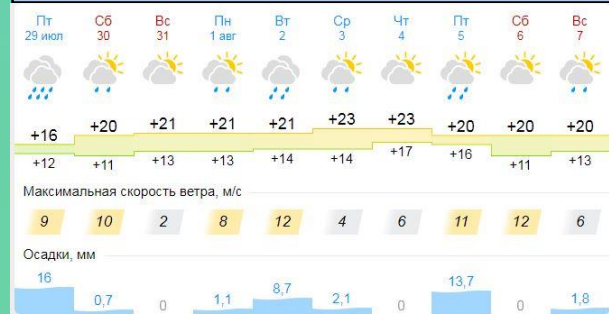 Пт Сб Вс Пн Вт Ср Чт Пт Сб Вс
29 июл 30 31 1 авг 2 3 4 5 6 7
+16 +20 +21 +21 +21 +23 +23 +20 +20 +20
+12 +11 +13 +13 +14 +14 +17 +16 +11 +13
Максимальная скорость ветра, м/с
9 10 2 8 12 4 6 11 12 6
Осадки, мм
16 0,7 0 1,1 8,7 2,1 0 13,7 0 1,8